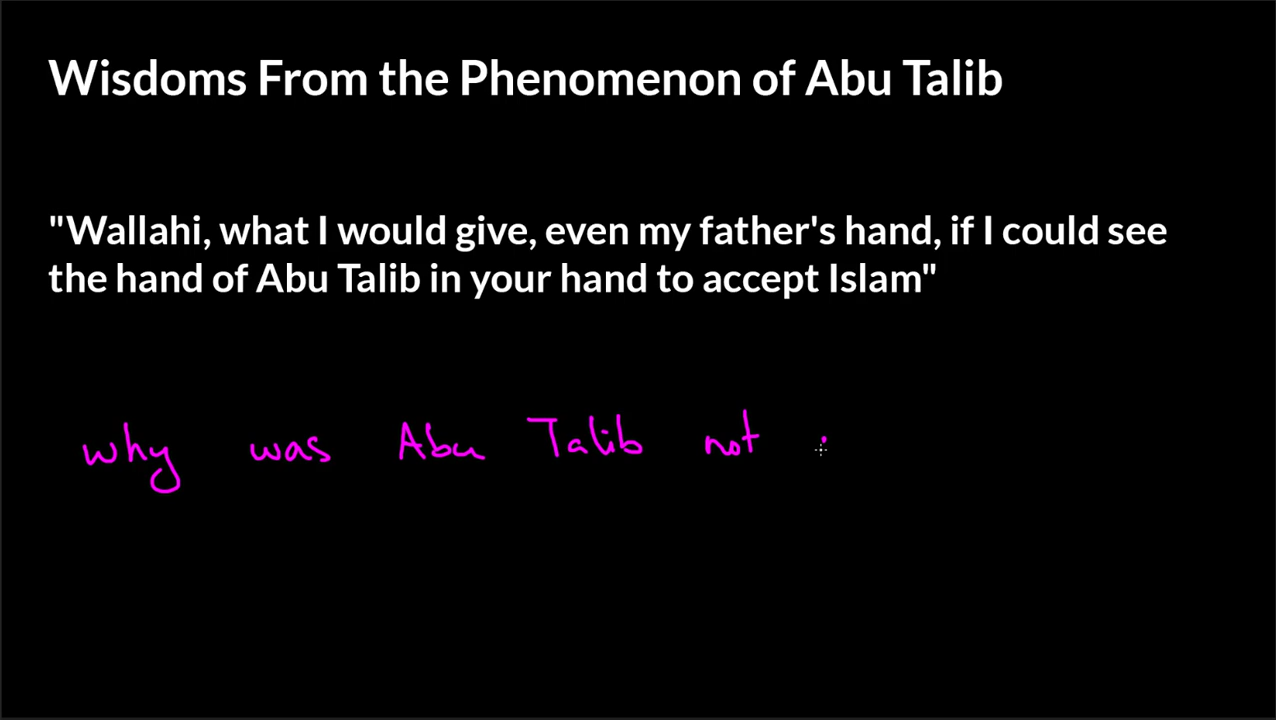 Wisdoms From the Phenomenon of Abu Talib
"Wallahi, what I would give, even my father's hand, if I could see
the hand of Abu Talib in your hand to accept Islam"
why was Abu Talib not